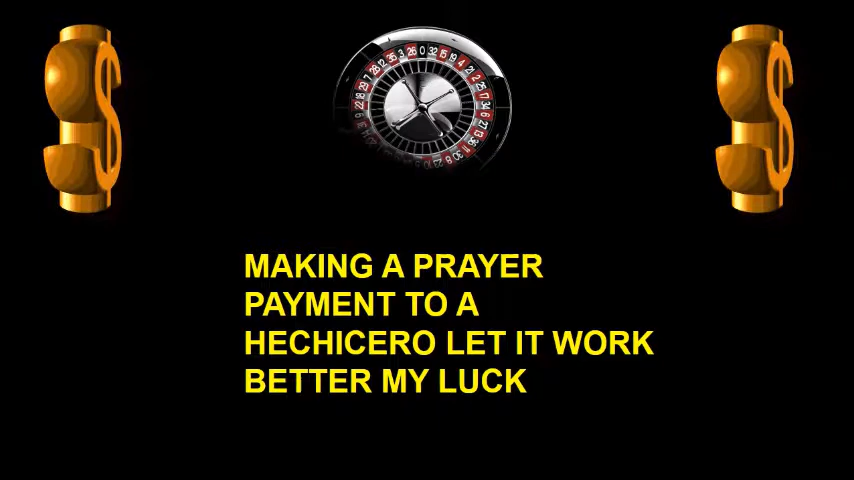 MAKING A PRAYER
PAYMENT TO A
HECHICERO LET IT WORK
BETTER MY LUCK